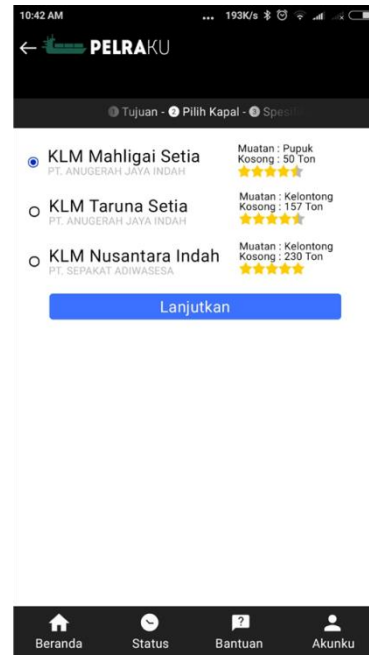 10:42 AM
... 193K/s
PELRAKU
1 Tujuan - 2 Pilih Kapal - 3
KLM Mahligai Setia
PT. ANUGERAH JAYA INDAH
Muatan : Pupuk
Kosong : 50 Ton
KLM Taruna Setia
PT. ANUGERAH JAYA INDAH
Muatan : Kelontong
Kosong : 157 Ton
KLM Nusantara Indah
PT. SEPAKAT ADIWASESA
Muatan : Kelontong
Kosong : 230 Ton
Lanjutkan
Beranda
Status
Bantuan
Akunku